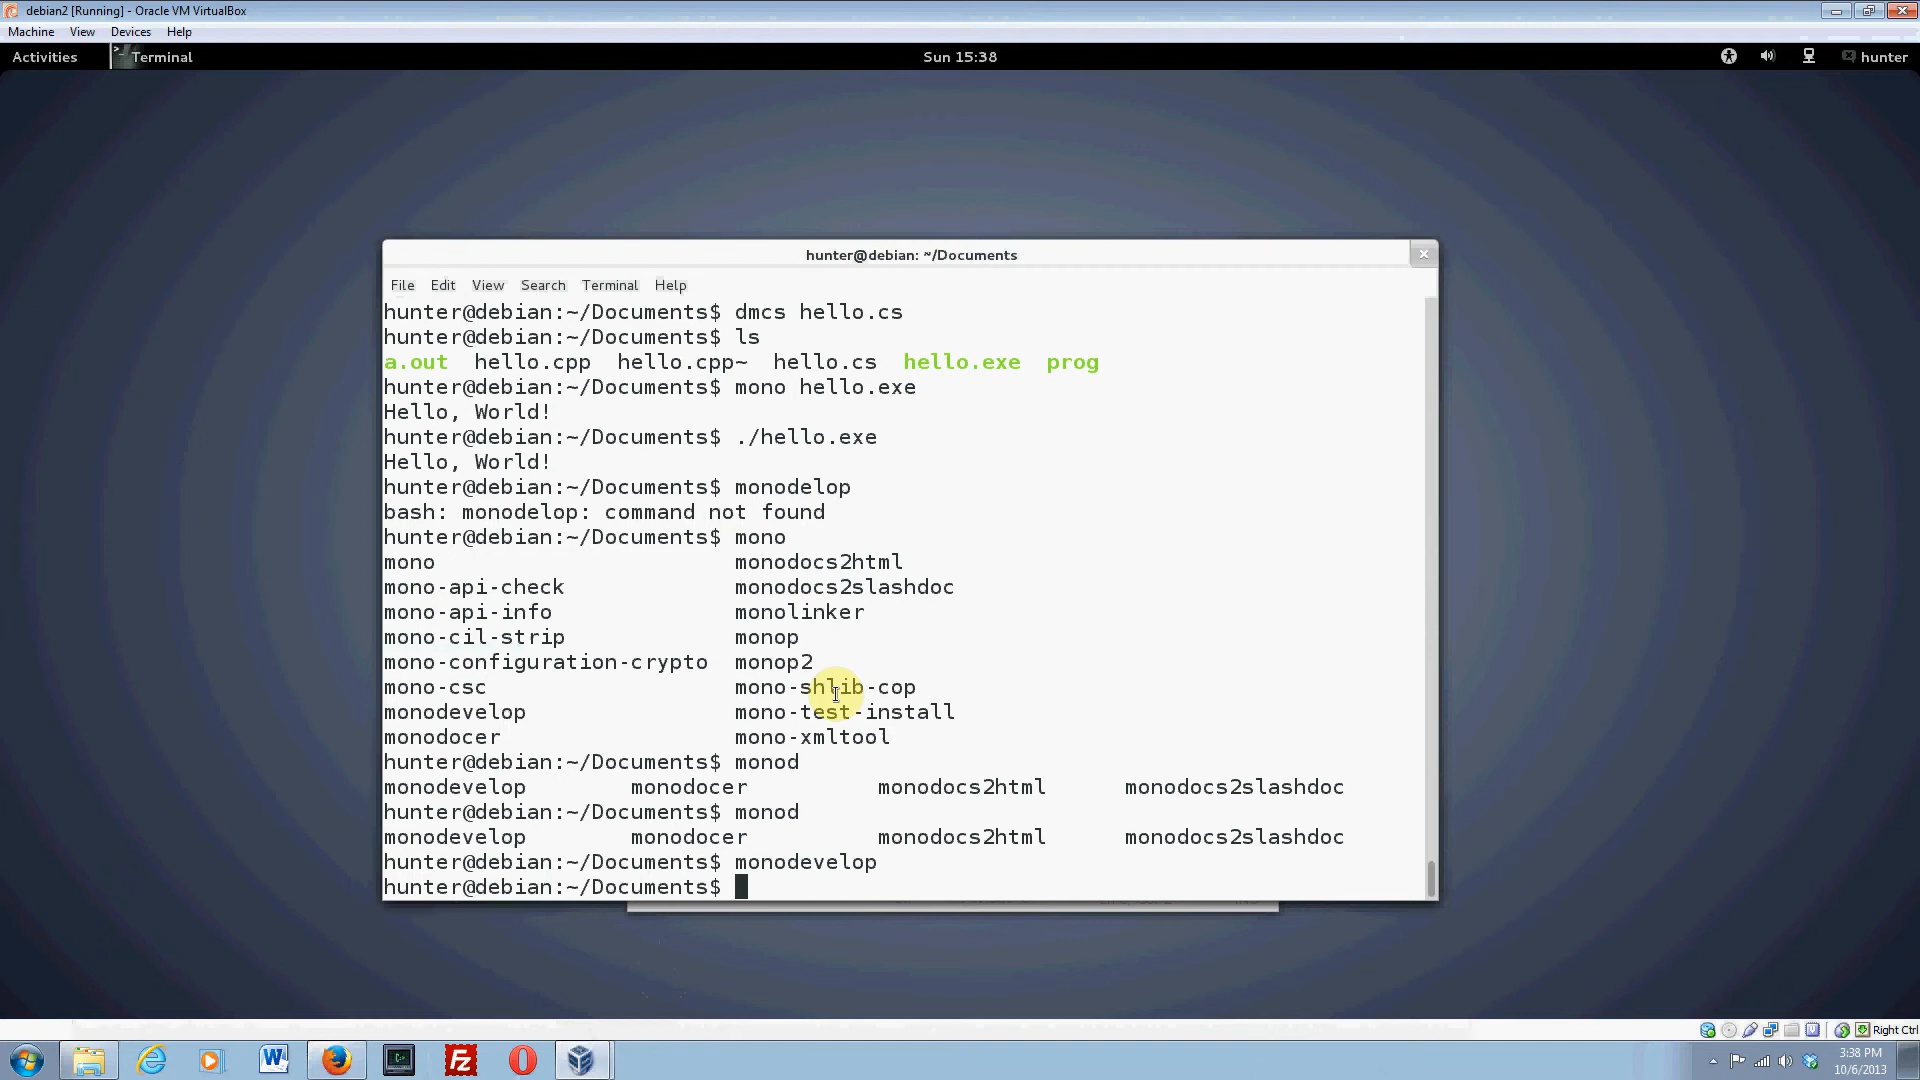 debian2 [Running] - Oracle VM VirtualBox
Machine View Devices Help
Activities Terminal Sun 15:38 hunter
hunter@debian: ~/Documents
File Edit View Search Terminal Help
hunter@debian:~/Documents$ dmcs hello.cs
hunter@debian:~/Documents$ ls
a.out hello.cpp hello.cpp~ hello.cs hello.exe prog
hunter@debian:~/Documents$ mono hello.exe
Hello, World!
hunter@debian:~/Documents$ ./hello.exe
Hello, World!
hunter@debian:~/Documents$ monodelop
bash: monodelop: command not found
hunter@debian:~/Documents$ mono
mono monodocs2html
mono-api-check monodocs2slashdoc
mono-api-info monolinker
mono-cil-strip monop
mono-configuration-crypto monop2
mono-csc mono-shlib-cop
monodevelop mono-test-install
monodocer mono-xmltool
hunter@debian:~/Documents$ monod
monodevelop monodocer monodocs2html monodocs2slashdoc
hunter@debian:~/Documents$ monod
monodevelop monodocer monodocs2html monodocs2slashdoc
hunter@debian:~/Documents$ monodevelop
hunter@debian:~/Documents$
Right Ctrl
3:38 PM
10/6/2013